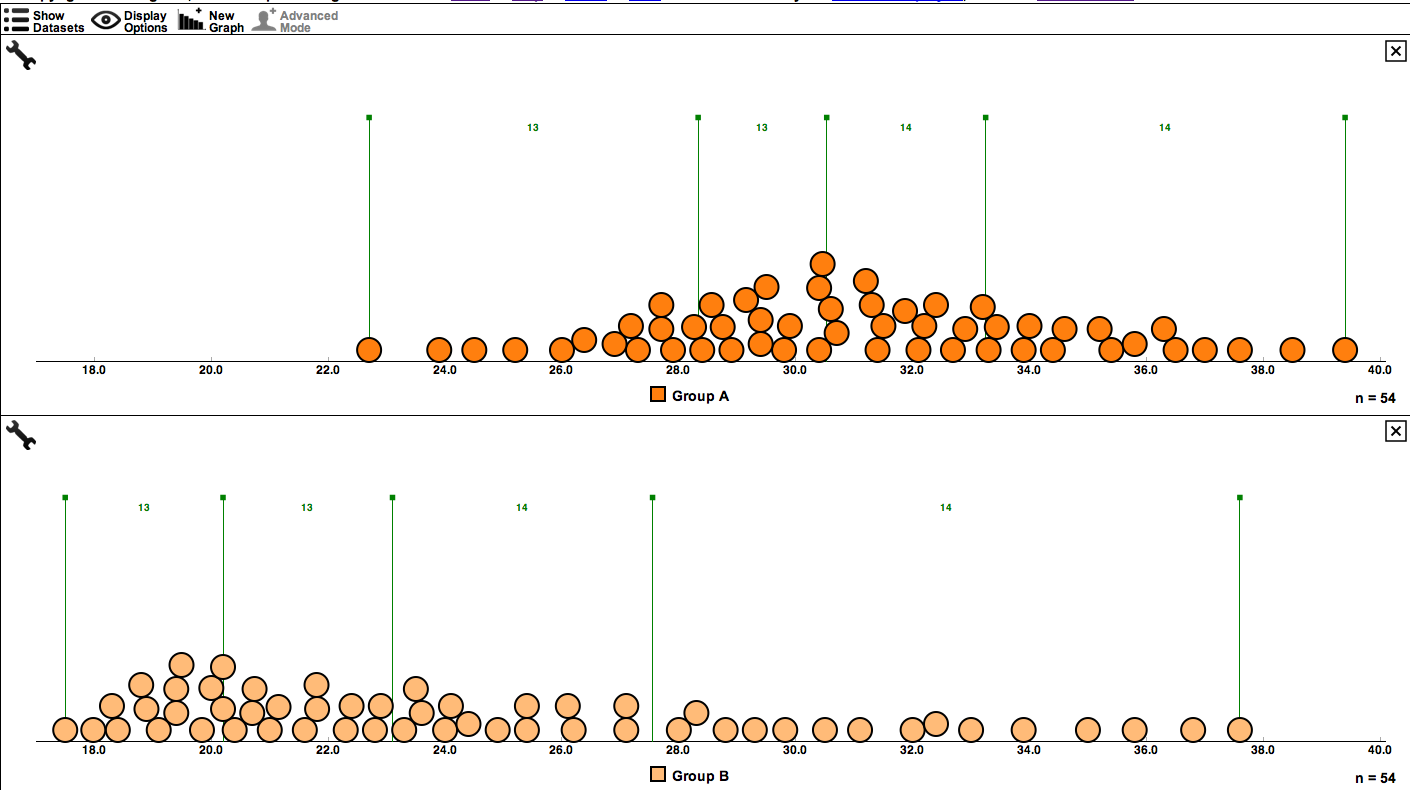 Show Datasets
Display Options
New Graph
Advanced Mode
13 13 14 14
18.0 20.0 22.0 24.0 26.0 28.0 30.0 32.0 34.0 36.0 38.0 40.0
Group A
n = 54
13 13 14 14
18.0 20.0 22.0 24.0 26.0 28.0 30.0 32.0 34.0 36.0 38.0 40.0
Group B
n = 54